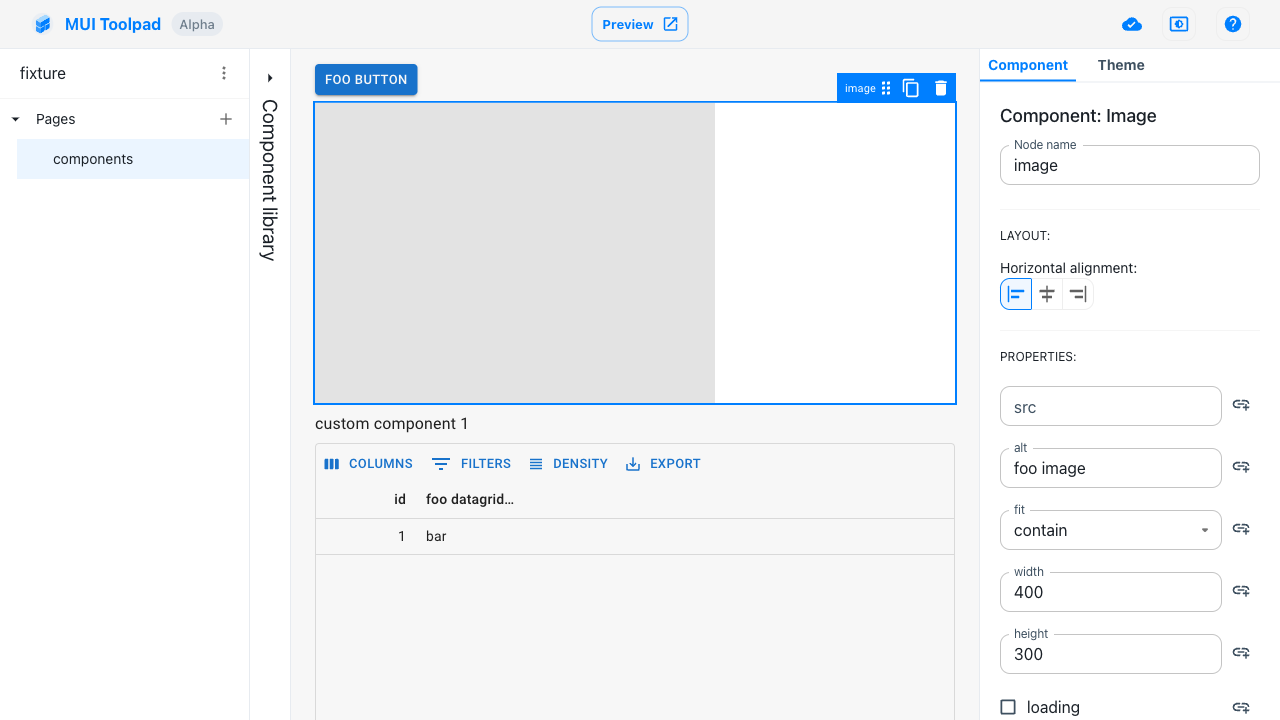 MUI Toolpad
Alpha
Preview
fixture
Pages
components
Component library
FOO BUTTON
image
custom component 1
COLUMNS
FILTERS
DENSITY
EXPORT
id
foo datagrid…
1
bar
Component
Theme
Component: Image
Node name
image
LAYOUT:
Horizontal alignment:
PROPERTIES:
src
alt
foo image
fit
contain
width
400
height
300
loading